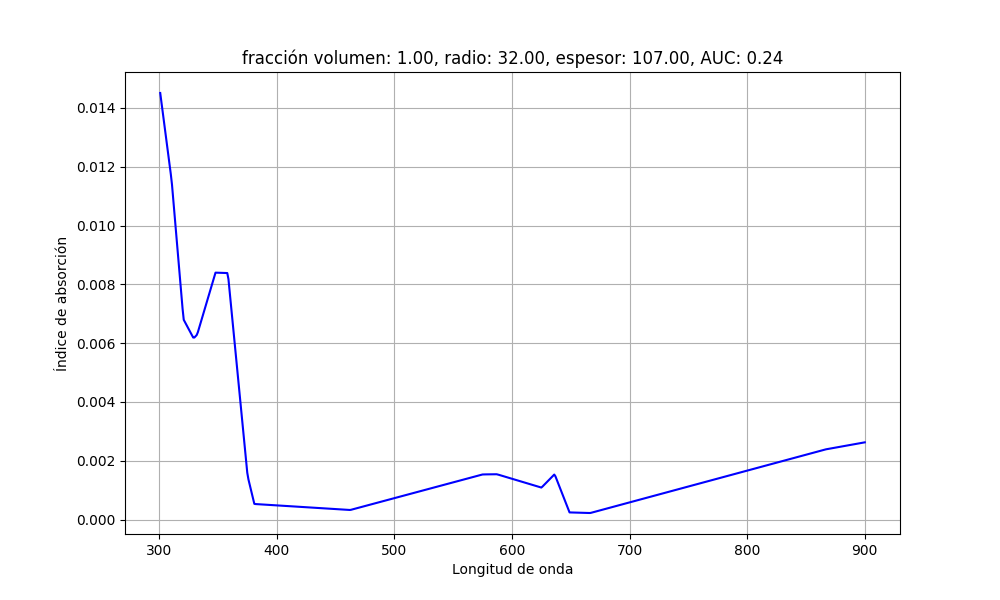 fracción volumen: 1.00, radio: 32.00, espesor: 107.00, AUC: 0.24
0.014
0.012
0.010
0.008
0.006
0.004
0.002
0.000
Índice de absorción
300 400 500 600 700 800 900
Longitud de onda